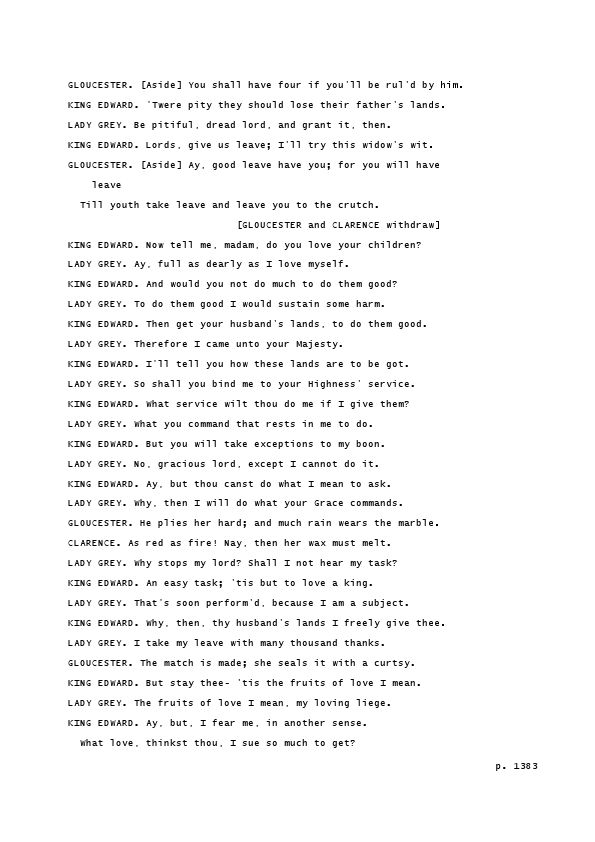 GLOUCESTER. [Aside] You shall have four if you'll be rul'd by him.
KING EDWARD. 'Twere pity they should lose their father's lands.
LADY GREY. Be pitiful, dread lord, and grant it, then.
KING EDWARD. Lords, give us leave; I'll try this widow's wit.
GLOUCESTER. [Aside] Ay, good leave have you; for you will have
leave
Till youth take leave and leave you to the crutch.
[GLOUCESTER and CLARENCE withdraw]
KING EDWARD. Now tell me, madam, do you love your children?
LADY GREY. Ay, full as dearly as I love myself.
KING EDWARD. And would you not do much to do them good?
LADY GREY. To do them good I would sustain some harm.
KING EDWARD. Then get your husband's lands, to do them good.
LADY GREY. Therefore I came unto your Majesty.
KING EDWARD. I'll tell you how these lands are to be got.
LADY GREY. So shall you bind me to your Highness' service.
KING EDWARD. What service wilt thou do me if I give them?
LADY GREY. What you command that rests in me to do.
KING EDWARD. But you will take exceptions to my boon.
LADY GREY. No, gracious lord, except I cannot do it.
KING EDWARD. Ay, but thou canst do what I mean to ask.
LADY GREY. Why, then I will do what your Grace commands.
GLOUCESTER. He plies her hard; and much rain wears the marble.
CLARENCE. As red as fire! Nay, then her wax must melt.
LADY GREY. Why stops my lord? Shall I not hear my task?
KING EDWARD. An easy task; 'tis but to love a king.
LADY GREY. That's soon perform'd, because I am a subject.
KING EDWARD. Why, then, thy husband's lands I freely give thee.
LADY GREY. I take my leave with many thousand thanks.
GLOUCESTER. The match is made; she seals it with a curtsy.
KING EDWARD. But stay thee- 'tis the fruits of love I mean.
LADY GREY. The fruits of love I mean, my loving liege.
KING EDWARD. Ay, but, I fear me, in another sense.
What love, thinkst thou, I sue so much to get?
p. 1383